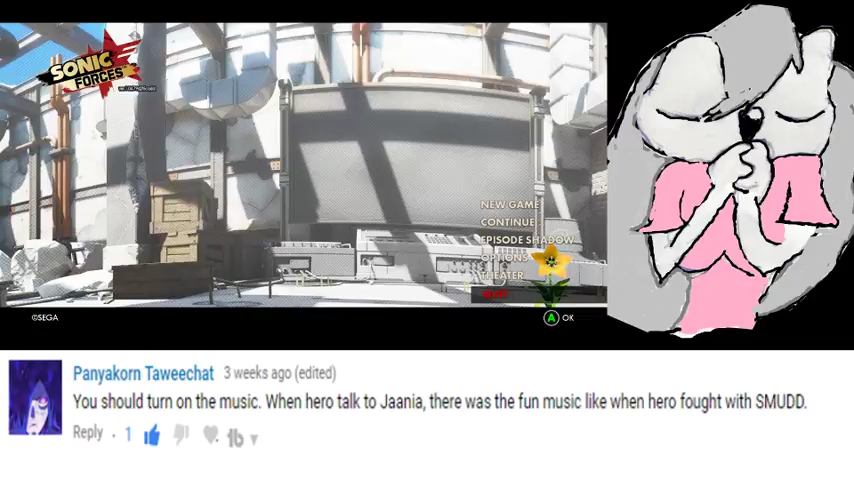 SONIC
FORCES
NEW GAME
CONTINUE
EPISODE SHADOW
OPTIONS
THEATER
QUIT
©SEGA
A OK
Panyakorn Taweechat 3 weeks ago (edited)
You should turn on the music. When hero talk to Jaania, there was the fun music like when hero fought with SMUDD.
Reply · 1